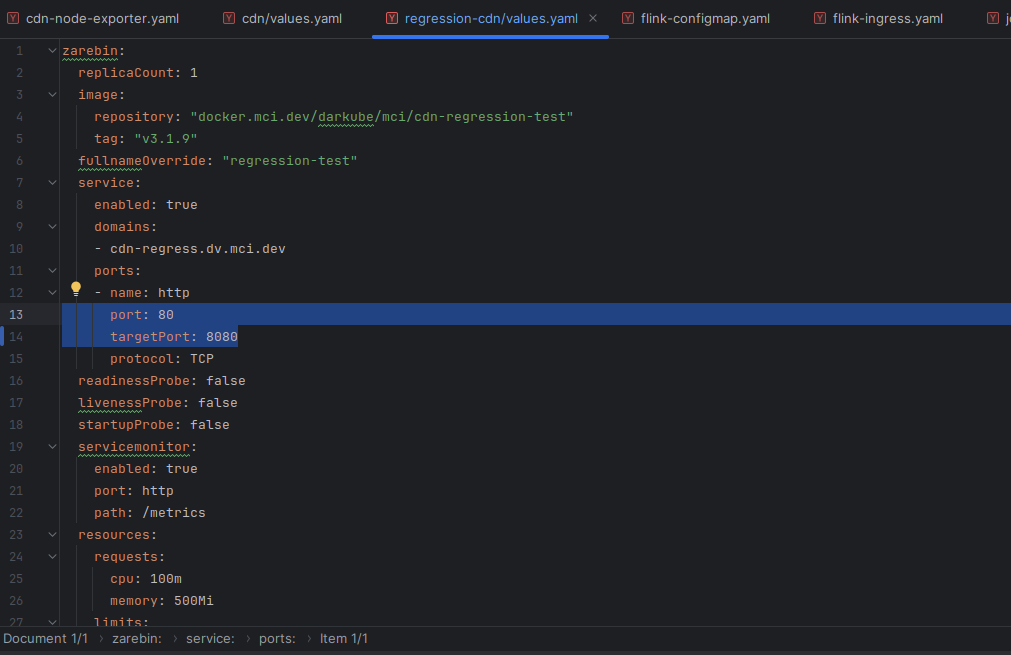 cdn-node-exporter.yaml cdn/values.yaml regression-cdn/values.yaml flink-configmap.yaml flink-ingress.yaml
1 zarebin:
2   replicaCount: 1
3   image:
4     repository: "docker.mci.dev/darkube/mci/cdn-regression-test"
5     tag: "v3.1.9"
6   fullnameOverride: "regression-test"
7   service:
8     enabled: true
9     domains:
10     - cdn-regress.dv.mci.dev
11     ports:
12     - name: http
13       port: 80
14       targetPort: 8080
15       protocol: TCP
16   readinessProbe: false
17   livenessProbe: false
18   startupProbe: false
19   servicemonitor:
20     enabled: true
21     port: http
22     path: /metrics
23   resources:
24     requests:
25       cpu: 100m
26       memory: 500Mi
27     limits:
Document 1/1 › zarebin: › service: › ports: › Item 1/1